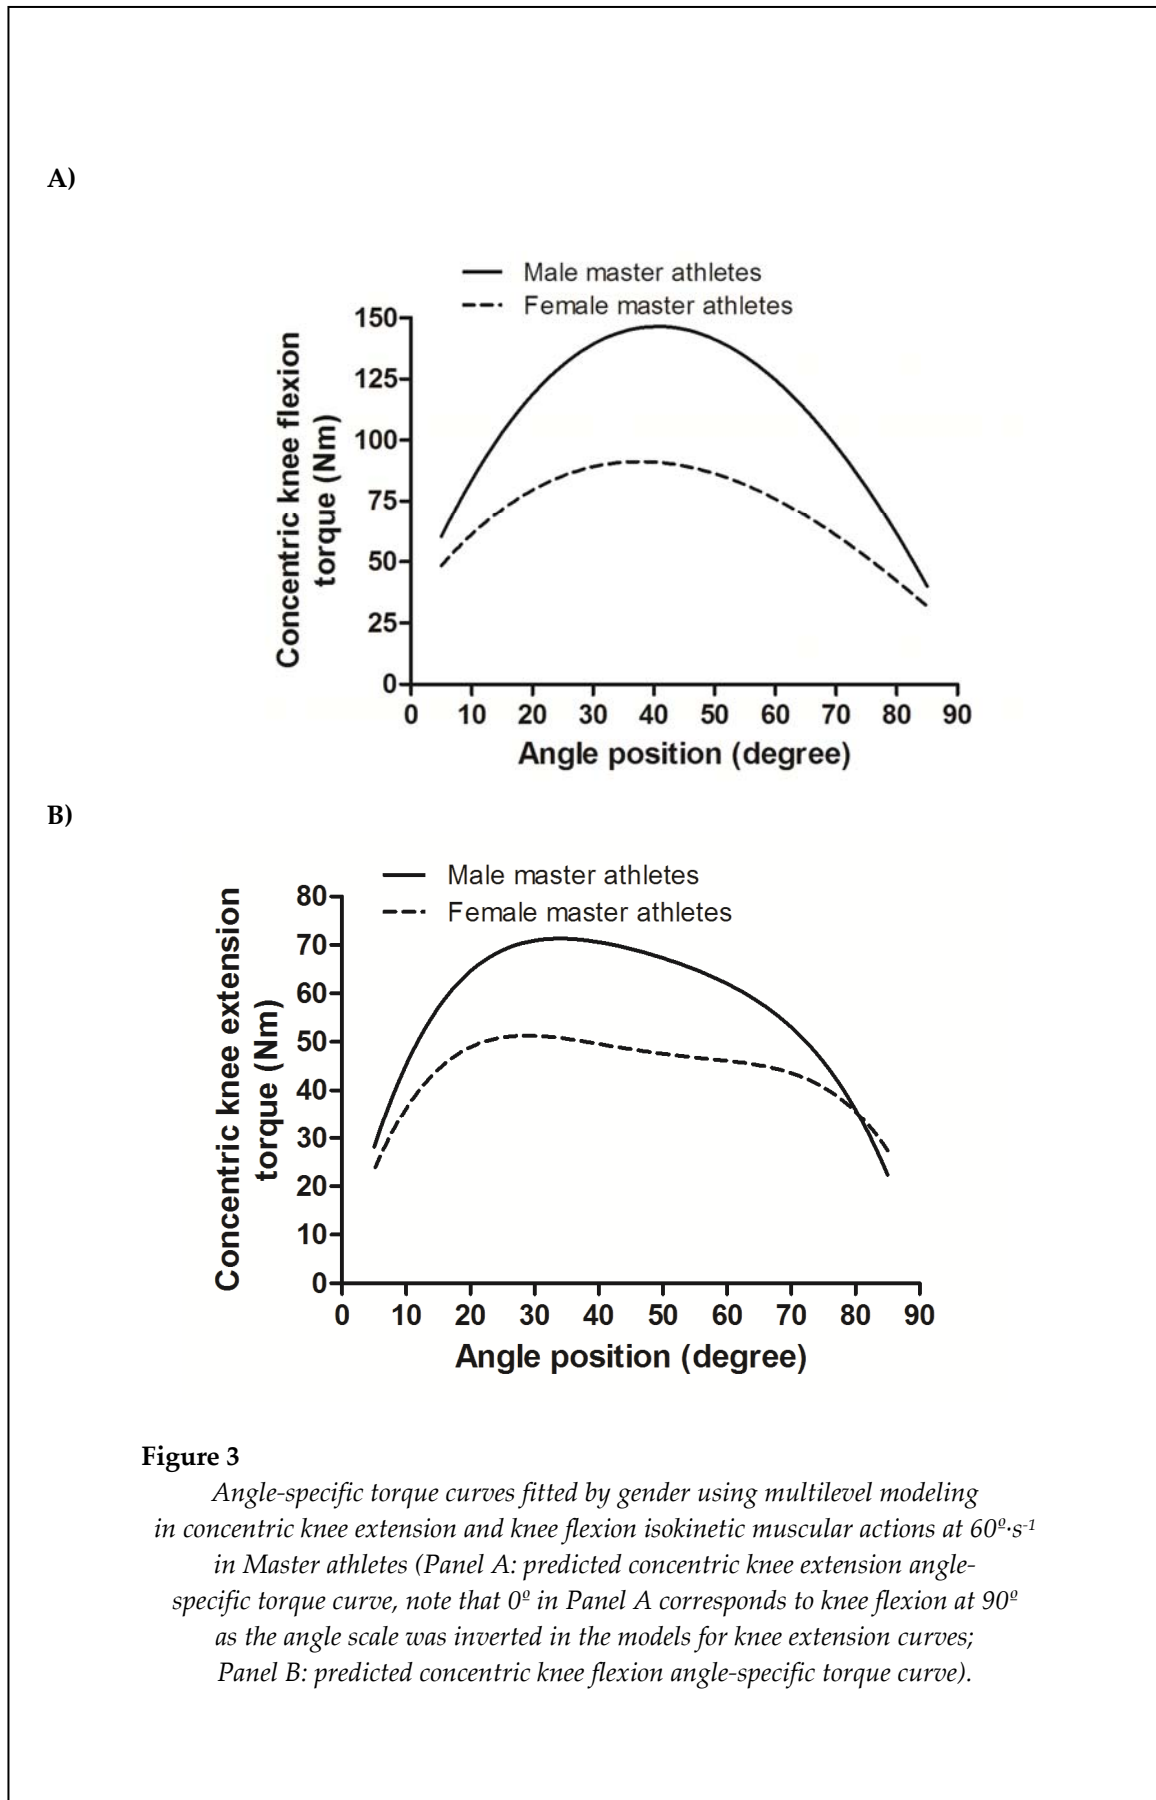 A)
Male master athletes
Female master athletes
Concentric knee flexion
torque (Nm)
150
125
100
75
50
25
0
0 10 20 30 40 50 60 70 80 90
Angle position (degree)
B)
Male master athletes
Female master athletes
Concentric knee extension
torque (Nm)
80
70
60
50
40
30
20
10
0
0 10 20 30 40 50 60 70 80 90
Angle position (degree)
Figure 3
Angle-specific torque curves fitted by gender using multilevel modeling
in concentric knee extension and knee flexion isokinetic muscular actions at 60º·s-1
in Master athletes (Panel A: predicted concentric knee extension angle-
specific torque curve, note that 0º in Panel A corresponds to knee flexion at 90º
as the angle scale was inverted in the models for knee extension curves;
Panel B: predicted concentric knee flexion angle-specific torque curve).